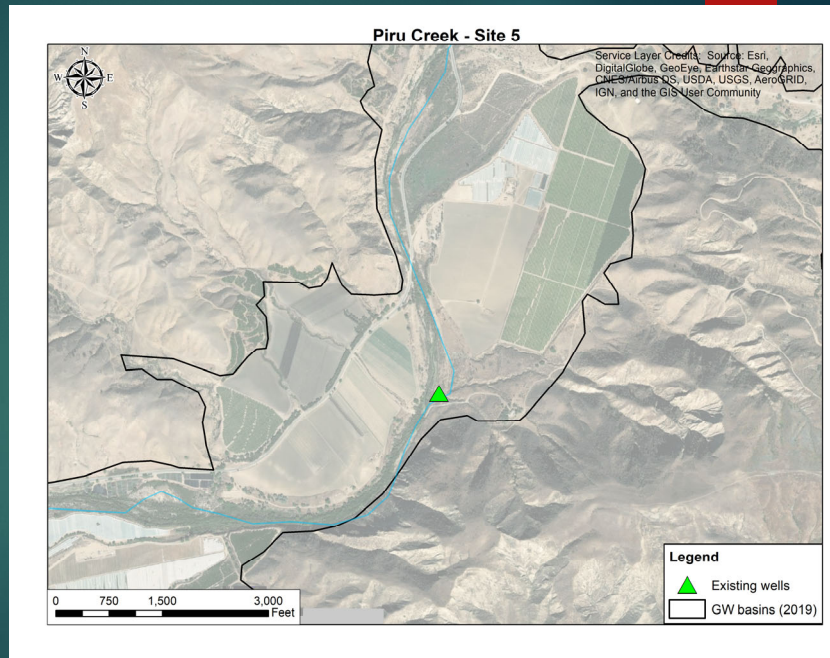 Piru Creek - Site 5
Service Layer Credits: Source: Esri,
DigitalGlobe, GeoEye, Earthstar Geographics,
CNES/Airbus DS, USDA, USGS, AeroGRID,
IGN, and the GIS User Community
N
W E
S
Legend
Existing wells
GW basins (2019)
0 750 1,500 3,000
Feet